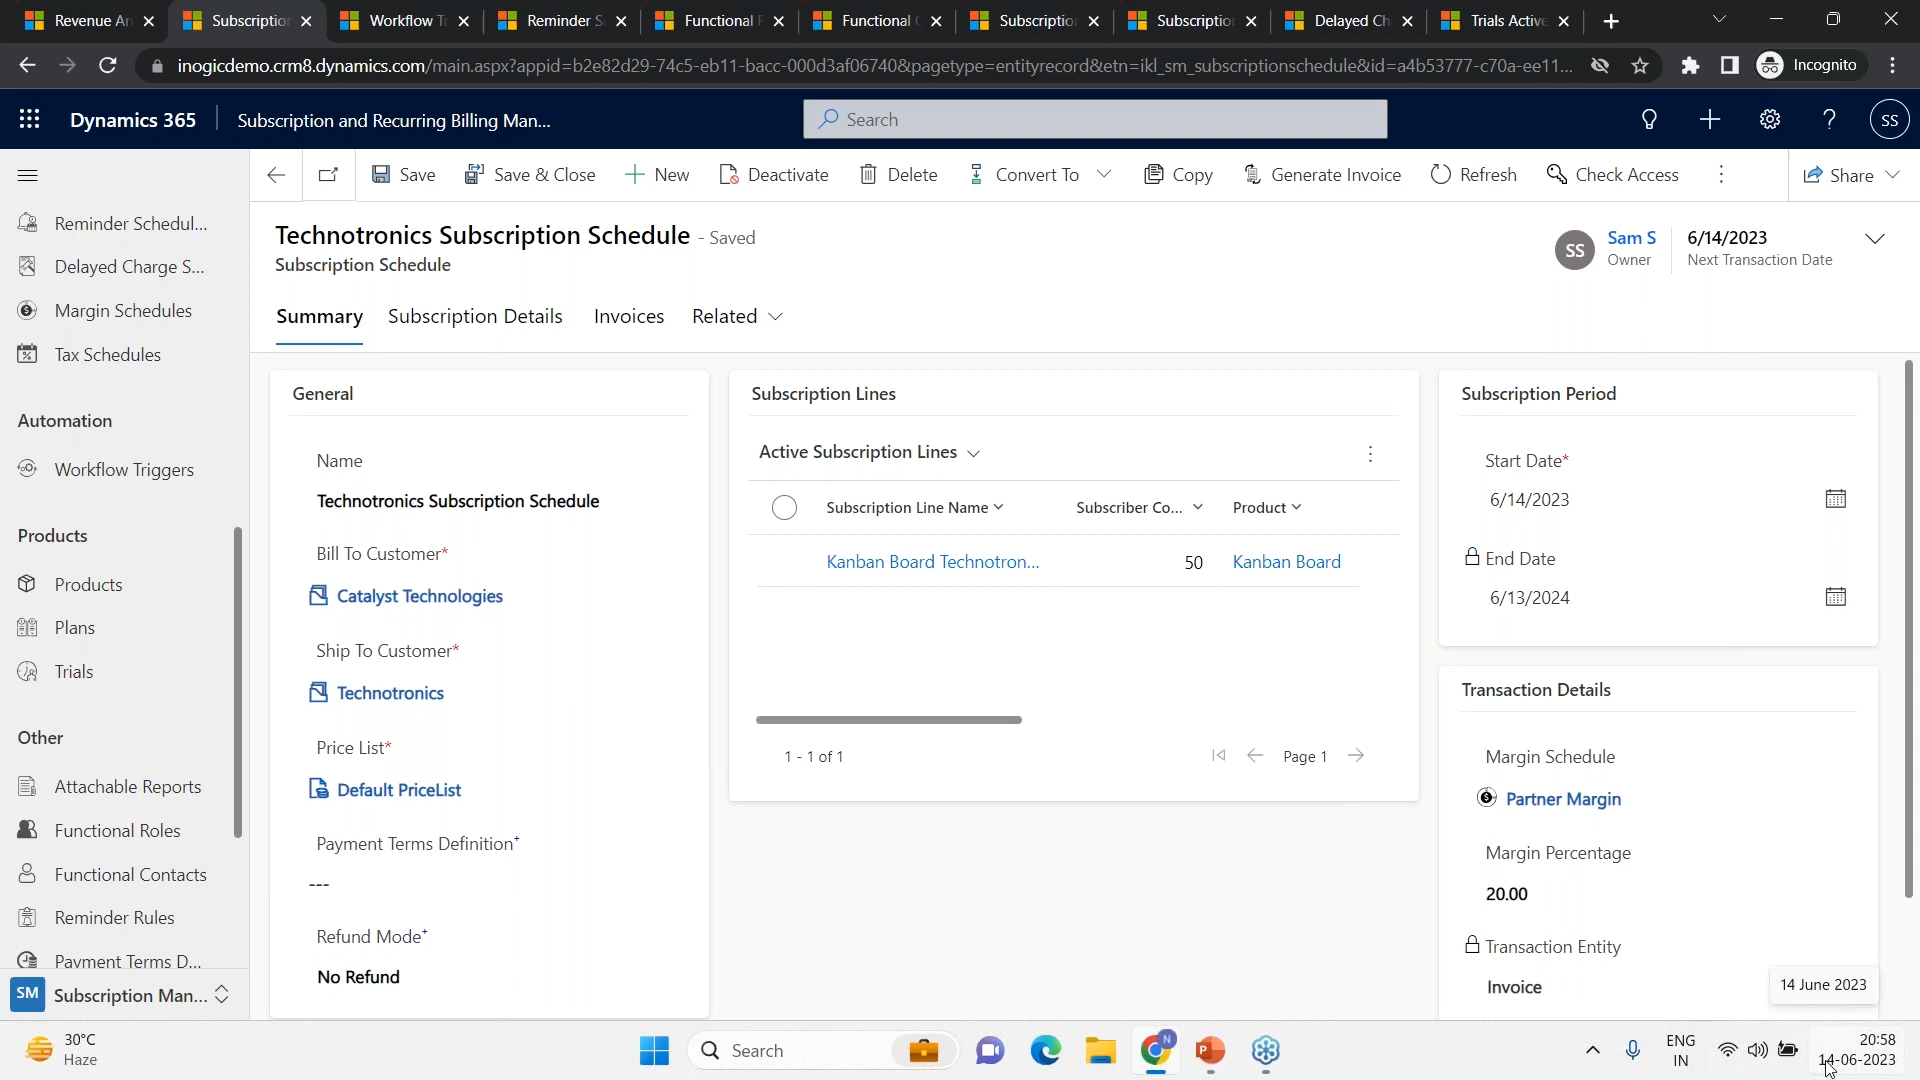 Revenue An
Subscription
Workflow Tr
Reminder S
Functional
Functional
Subscription
Subscription
Delayed Ch
Trials Active
inogicdemo.crm8.dynamics.com/main.aspx?appid=b2e82d29-74c5-eb11-bacc-000d3af06740&pagetype=entityrecord&etn=ikl_sm_subscriptionschedule&id=a4b53777-c70a-ee11...
Incognito
Dynamics 365
Subscription and Recurring Billing Man...
Search
SS
Save
Save & Close
New
Deactivate
Delete
Convert To
Copy
Generate Invoice
Refresh
Check Access
Share
Reminder Schedul...
Delayed Charge S...
Margin Schedules
Tax Schedules
Automation
Workflow Triggers
Products
Products
Plans
Trials
Other
Attachable Reports
Functional Roles
Functional Contacts
Reminder Rules
Payment Terms D...
SM Subscription Man...
Technotronics Subscription Schedule - Saved
Subscription Schedule
SS
Sam S
Owner
6/14/2023
Next Transaction Date
Summary
Subscription Details
Invoices
Related
General
Name
Technotronics Subscription Schedule
Bill To Customer*
Catalyst Technologies
Ship To Customer*
Technotronics
Price List*
Default PriceList
Payment Terms Definition+
---
Refund Mode+
No Refund
Subscription Lines
Active Subscription Lines
Subscription Line Name
Subscriber Co...
Product
Kanban Board Technotron...
50
Kanban Board
1 - 1 of 1
Page 1
Subscription Period
Start Date*
6/14/2023
End Date
6/13/2024
Transaction Details
Margin Schedule
Partner Margin
Margin Percentage
20.00
Transaction Entity
Invoice
14 June 2023
30°C
Haze
Search
N
P
ENG
IN
20:58
14-06-2023